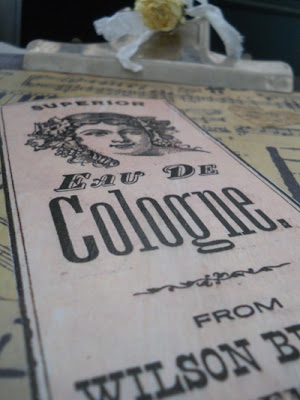 SUPERIOR
EAU DE
Cologne.
FROM
WILSON